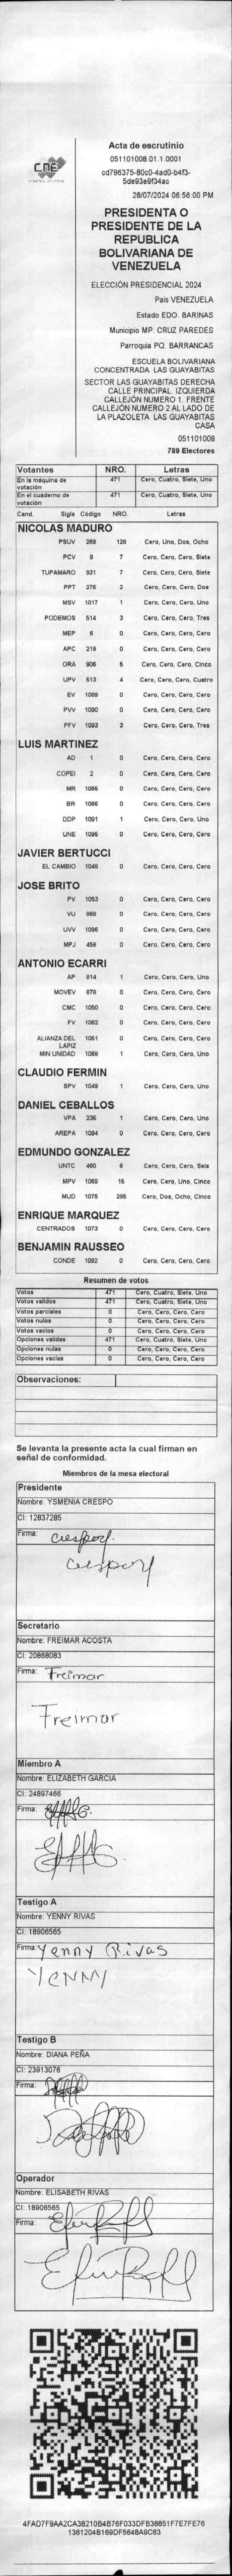 CNE
Acta de escrutinio
051101008.01.1.0001
cd796375-80c0-4ad0-b4f3-
5de93e9f34ac
28/07/2024 06:56:00 PM
PRESIDENTA O
PRESIDENTE DE LA
REPUBLICA
BOLIVARIANA DE
VENEZUELA
ELECCIÓN PRESIDENCIAL 2024
Pais VENEZUELA
Estado EDO. BARINAS
Municipio MP. CRUZ PAREDES
Parroquia PQ. BARRANCAS
ESCUELA BOLIVARIANA
CONCENTRADA LAS GUAYABITAS
SECTOR LAS GUAYABITAS DERECHA
CALLE PRINCIPAL. IZQUIERDA
CALLEJÓN NUMERO 1. FRENTE
CALLEJÓN NUMERO 2 AL LADO DE
LA PLAZOLETA LAS GUAYABITAS
CASA
051101008
789 Electores
Votantes NRO. Letras
En la máquina de votación 471 Cero, Cuatro, Siete, Uno
En el cuaderno de votación 471 Cero, Cuatro, Siete, Uno
Cand. Sigla Código NRO. Letras
NICOLAS MADURO
PSUV 269 128 Cero, Uno, Dos, Ocho
PCV 9 7 Cero, Cero, Cero, Siete
TUPAMARO 931 7 Cero, Cero, Cero, Siete
PPT 276 2 Cero, Cero, Cero, Dos
MSV 1017 1 Cero, Cero, Cero, Uno
PODEMOS 514 3 Cero, Cero, Cero, Tres
MEP 6 0 Cero, Cero, Cero, Cero
APC 219 0 Cero, Cero, Cero, Cero
ORA 906 5 Cero, Cero, Cero, Cinco
UPV 513 4 Cero, Cero, Cero, Cuatro
EV 1089 0 Cero, Cero, Cero, Cero
PVV 1090 0 Cero, Cero, Cero, Cero
PFV 1093 3 Cero, Cero, Cero, Tres
LUIS MARTINEZ
AD 1 0 Cero, Cero, Cero, Cero
COPEI 2 0 Cero, Cero, Cero, Cero
MR 1065 0 Cero, Cero, Cero, Cero
BR 1066 0 Cero, Cero, Cero, Cero
DDP 1091 1 Cero, Cero, Cero, Uno
UNE 1095 0 Cero, Cero, Cero, Cero
JAVIER BERTUCCI
EL CAMBIO 1046 0 Cero, Cero, Cero, Cero
JOSE BRITO
PV 1053 0 Cero, Cero, Cero, Cero
VU 969 0 Cero, Cero, Cero, Cero
UVV 1096 0 Cero, Cero, Cero, Cero
MPJ 456 0 Cero, Cero, Cero, Cero
ANTONIO ECARRI
AP 914 1 Cero, Cero, Cero, Uno
MOVEV 878 0 Cero, Cero, Cero, Cero
CMC 1050 0 Cero, Cero, Cero, Cero
FV 1062 0 Cero, Cero, Cero, Cero
ALIANZA DEL LAPIZ 1051 0 Cero, Cero, Cero, Cero
MIN UNIDAD 1068 1 Cero, Cero, Cero, Uno
CLAUDIO FERMIN
SPV 1049 1 Cero, Cero, Cero, Uno
DANIEL CEBALLOS
VPA 236 1 Cero, Cero, Cero, Uno
AREPA 1094 0 Cero, Cero, Cero, Cero
EDMUNDO GONZALEZ
UNTC 460 6 Cero, Cero, Cero, Seis
MPV 1069 15 Cero, Cero, Uno, Cinco
MUD 1075 285 Cero, Dos, Ocho, Cinco
ENRIQUE MARQUEZ
CENTRADOS 1073 0 Cero, Cero, Cero, Cero
BENJAMIN RAUSSEO
CONDE 1092 0 Cero, Cero, Cero, Cero
Resumen de votos
Votos 471 Cero, Cuatro, Siete, Uno
Votos validos 471 Cero, Cuatro, Siete, Uno
Votos parciales 0 Cero, Cero, Cero, Cero
Votos nulos 0 Cero, Cero, Cero, Cero
Votos vacios 0 Cero, Cero, Cero, Cero
Opciones validas 471 Cero, Cuatro, Siete, Uno
Opciones nulas 0 Cero, Cero, Cero, Cero
Opciones vacias 0 Cero, Cero, Cero, Cero
Observaciones:
Se levanta la presente acta la cual firman en
señal de conformidad.
Miembros de la mesa electoral
Presidente
Nombre: YSMENIA CRESPO
CI: 12837285
Firma:
Secretario
Nombre: FREIMAR ACOSTA
CI: 20868083
Firma: Freimar
Freimar
Miembro A
Nombre: ELIZABETH GARCIA
CI: 24897466
Firma:
Testigo A
Nombre: YENNY RIVAS
CI: 18906565
Firma: Yenny Rivas
YENNY
Testigo B
Nombre: DIANA PEÑA
CI: 23913076
Firma:
Operador
Nombre: ELISABETH RIVAS
CI: 18906565
Firma:
4FAD7F9AA2CA38210B4B76F033DFB38851F7E7FE76
1361204B169DF5648A9C63